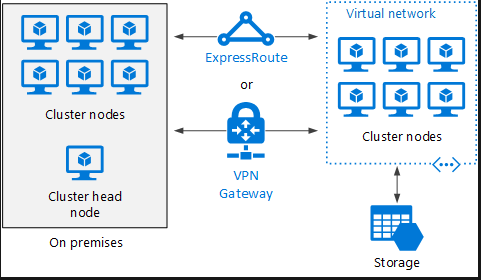 Cluster nodes
Cluster head
node
On premises
ExpressRoute
or
VPN
Gateway
Virtual network
Cluster nodes
Storage